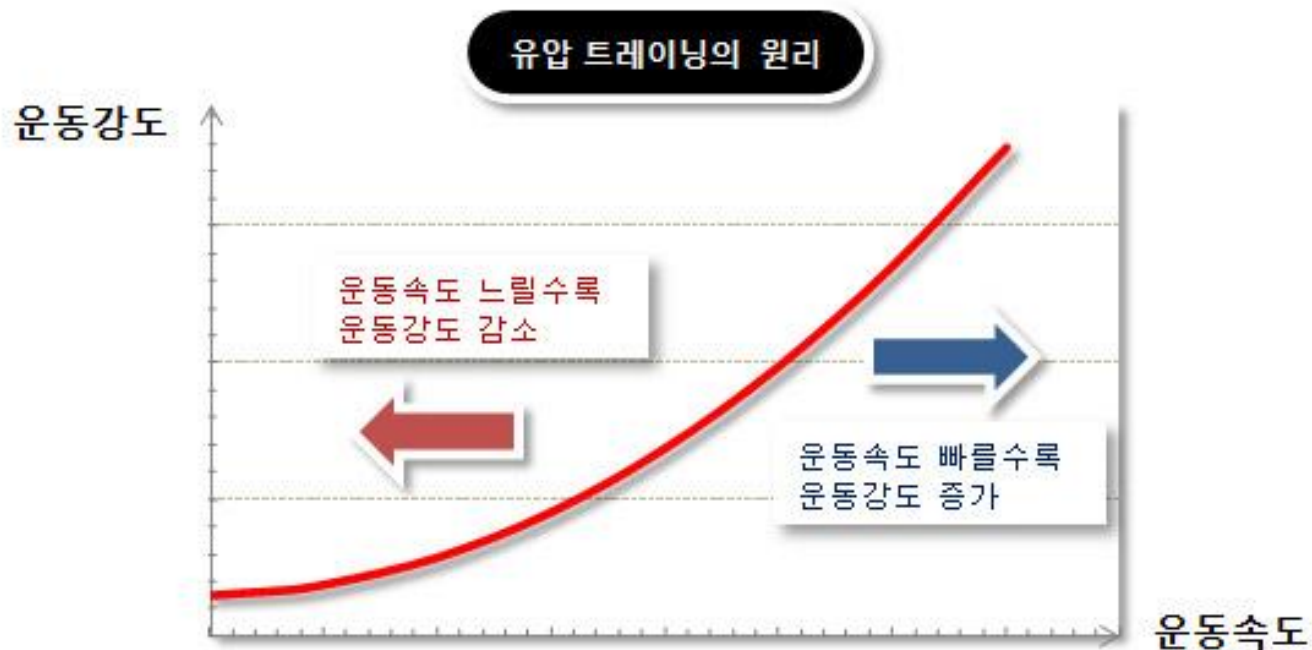 유압 트레이닝의 원리
운동강도
운동속도 느릴수록
운동강도 감소
운동속도 빠를수록
운동강도 증가
운동속도